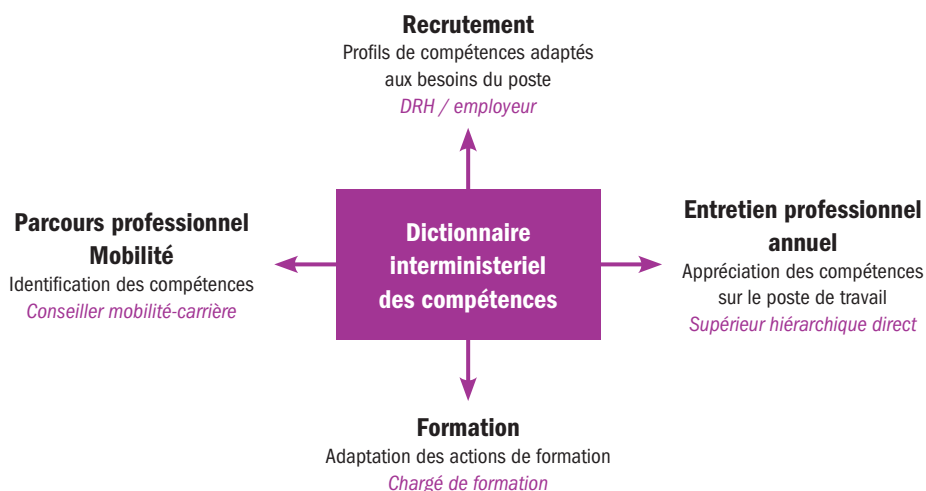 Recrutement
Profils de compétences adaptés
aux besoins du poste
DRH / employeur
Parcours professionnel
Mobilité
Identification des compétences
Conseiller mobilité-carrière
Dictionnaire
interministeriel
des compétences
Entretien professionnel
annuel
Appréciation des compétences
sur le poste de travail
Supérieur hiérarchique direct
Formation
Adaptation des actions de formation
Chargé de formation